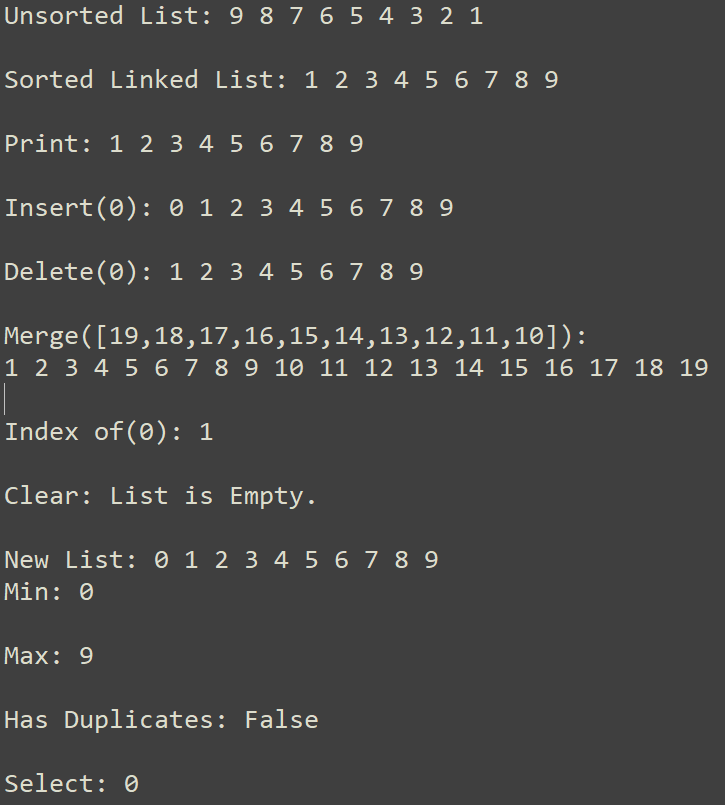 Unsorted List: 9 8 7 6 5 4 3 2 1
Sorted Linked List: 1 2 3 4 5 6 7 8 9
Print: 1 2 3 4 5 6 7 8 9
Insert(0): 0 1 2 3 4 5 6 7 8 9
Delete(0): 1 2 3 4 5 6 7 8 9
Merge([19,18,17,16,15,14,13,12,11,10]):
1 2 3 4 5 6 7 8 9 10 11 12 13 14 15 16 17 18 19
Index of(0): 1
Clear: List is Empty.
New List: 0 1 2 3 4 5 6 7 8 9
Min: 0
Max: 9
Has Duplicates: False
Select: 0